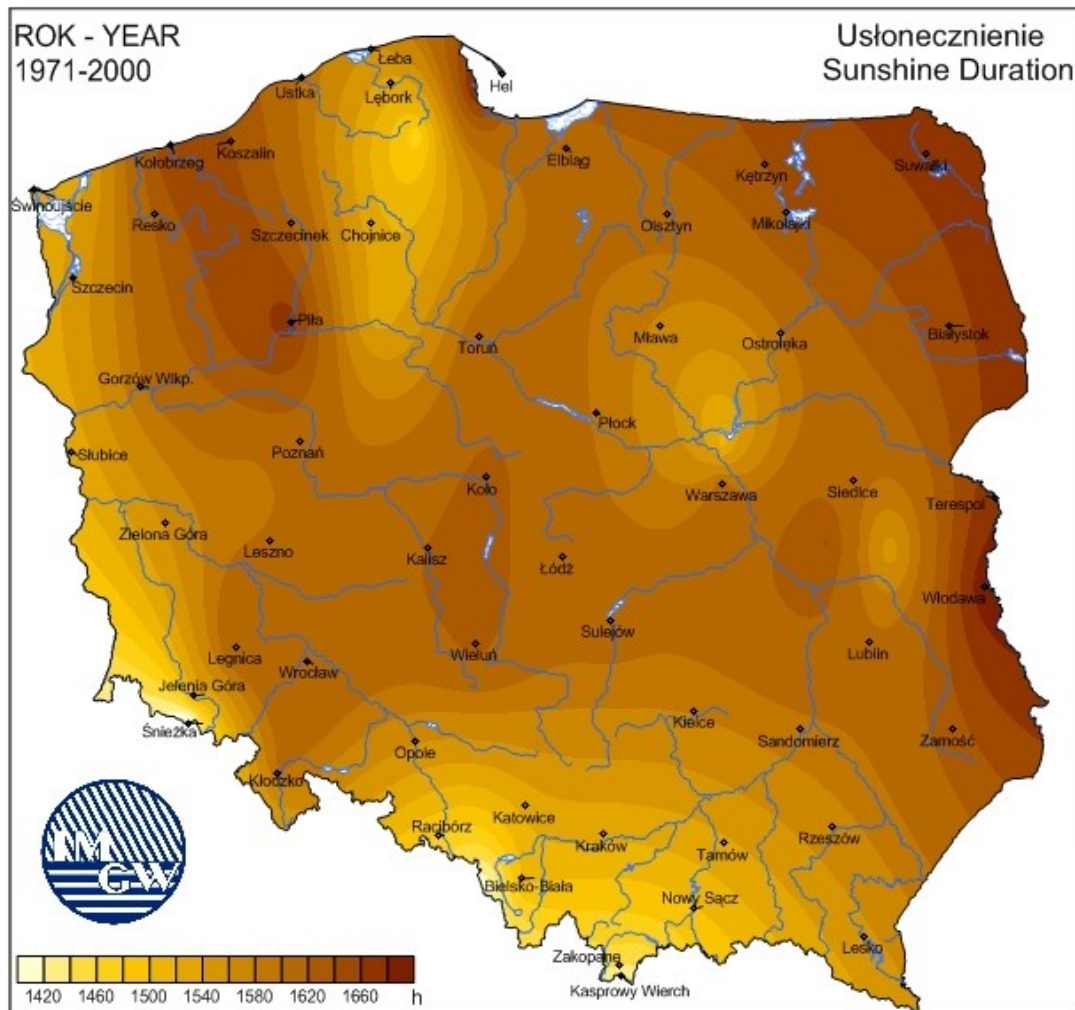 ROK - YEAR
1971-2000
Usłonecznienie
Sunshine Duration
Łeba
Hel
Ustka
Lębork
Koszalin
Kołobrzeg
Elbląg
Kętrzyn
Suwałki
Świnoujście
Resko
Szczecinek
Chojnice
Olsztyn
Mikołajki
Szczecin
Piła
Toruń
Mława
Ostrołęka
Białystok
Gorzów Wlkp.
Płock
Słubice
Poznań
Koło
Warszawa
Siedlce
Terespol
Zielona Góra
Leszno
Kalisz
Łódź
Włodawa
Sulejów
Legnica
Wrocław
Wieluń
Lublin
Jelenia Góra
Śnieżka
Kielce
Sandomierz
Zamość
Opole
Kłodzko
Katowice
Racibórz
Kraków
Tarnów
Rzeszów
Bielsko-Biała
Nowy Sącz
Lesko
Zakopane
Kasprowy Wierch
IMGW
1420 1460 1500 1540 1580 1620 1660 h